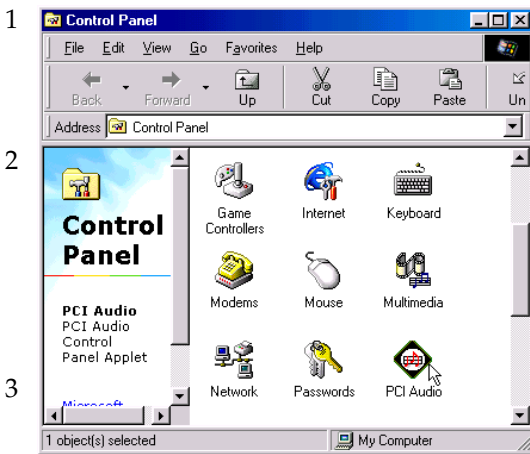 1
Control Panel
File Edit View Go Favorites Help
Back Forward Up Cut Copy Paste Un
Address Control Panel
2
Control
Panel
PCI Audio
PCI Audio
Control
Panel Applet
Microsoft
Game
Controllers
Internet
Keyboard
Modems
Mouse
Multimedia
3
Network
Passwords
PCI Audio
1 object(s) selected
My Computer